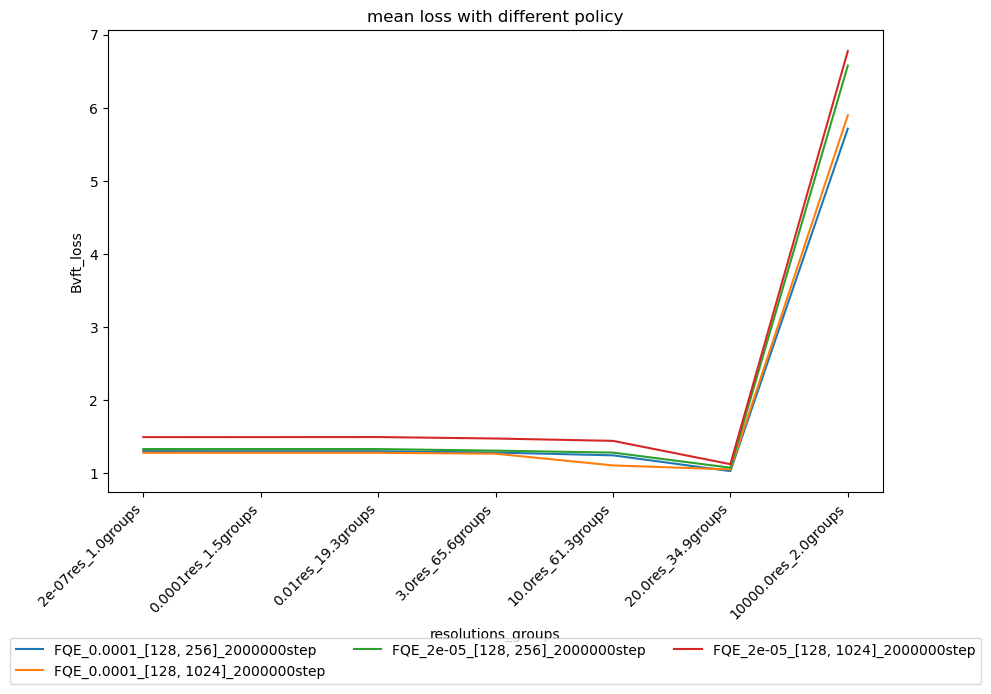 mean loss with different policy
7
6
5
4
3
2
1
Bvft_loss
2e-07res_1.0groups
0.0001res_1.5groups
0.01res_19.3groups
3.0res_65.6groups
10.0res_61.3groups
20.0res_34.9groups
10000.0res_2.0groups
resolutions_groups
FQE_0.0001_[128, 256]_2000000step
FQE_0.0001_[128, 1024]_2000000step
FQE_2e-05_[128, 256]_2000000step
FQE_2e-05_[128, 1024]_2000000step